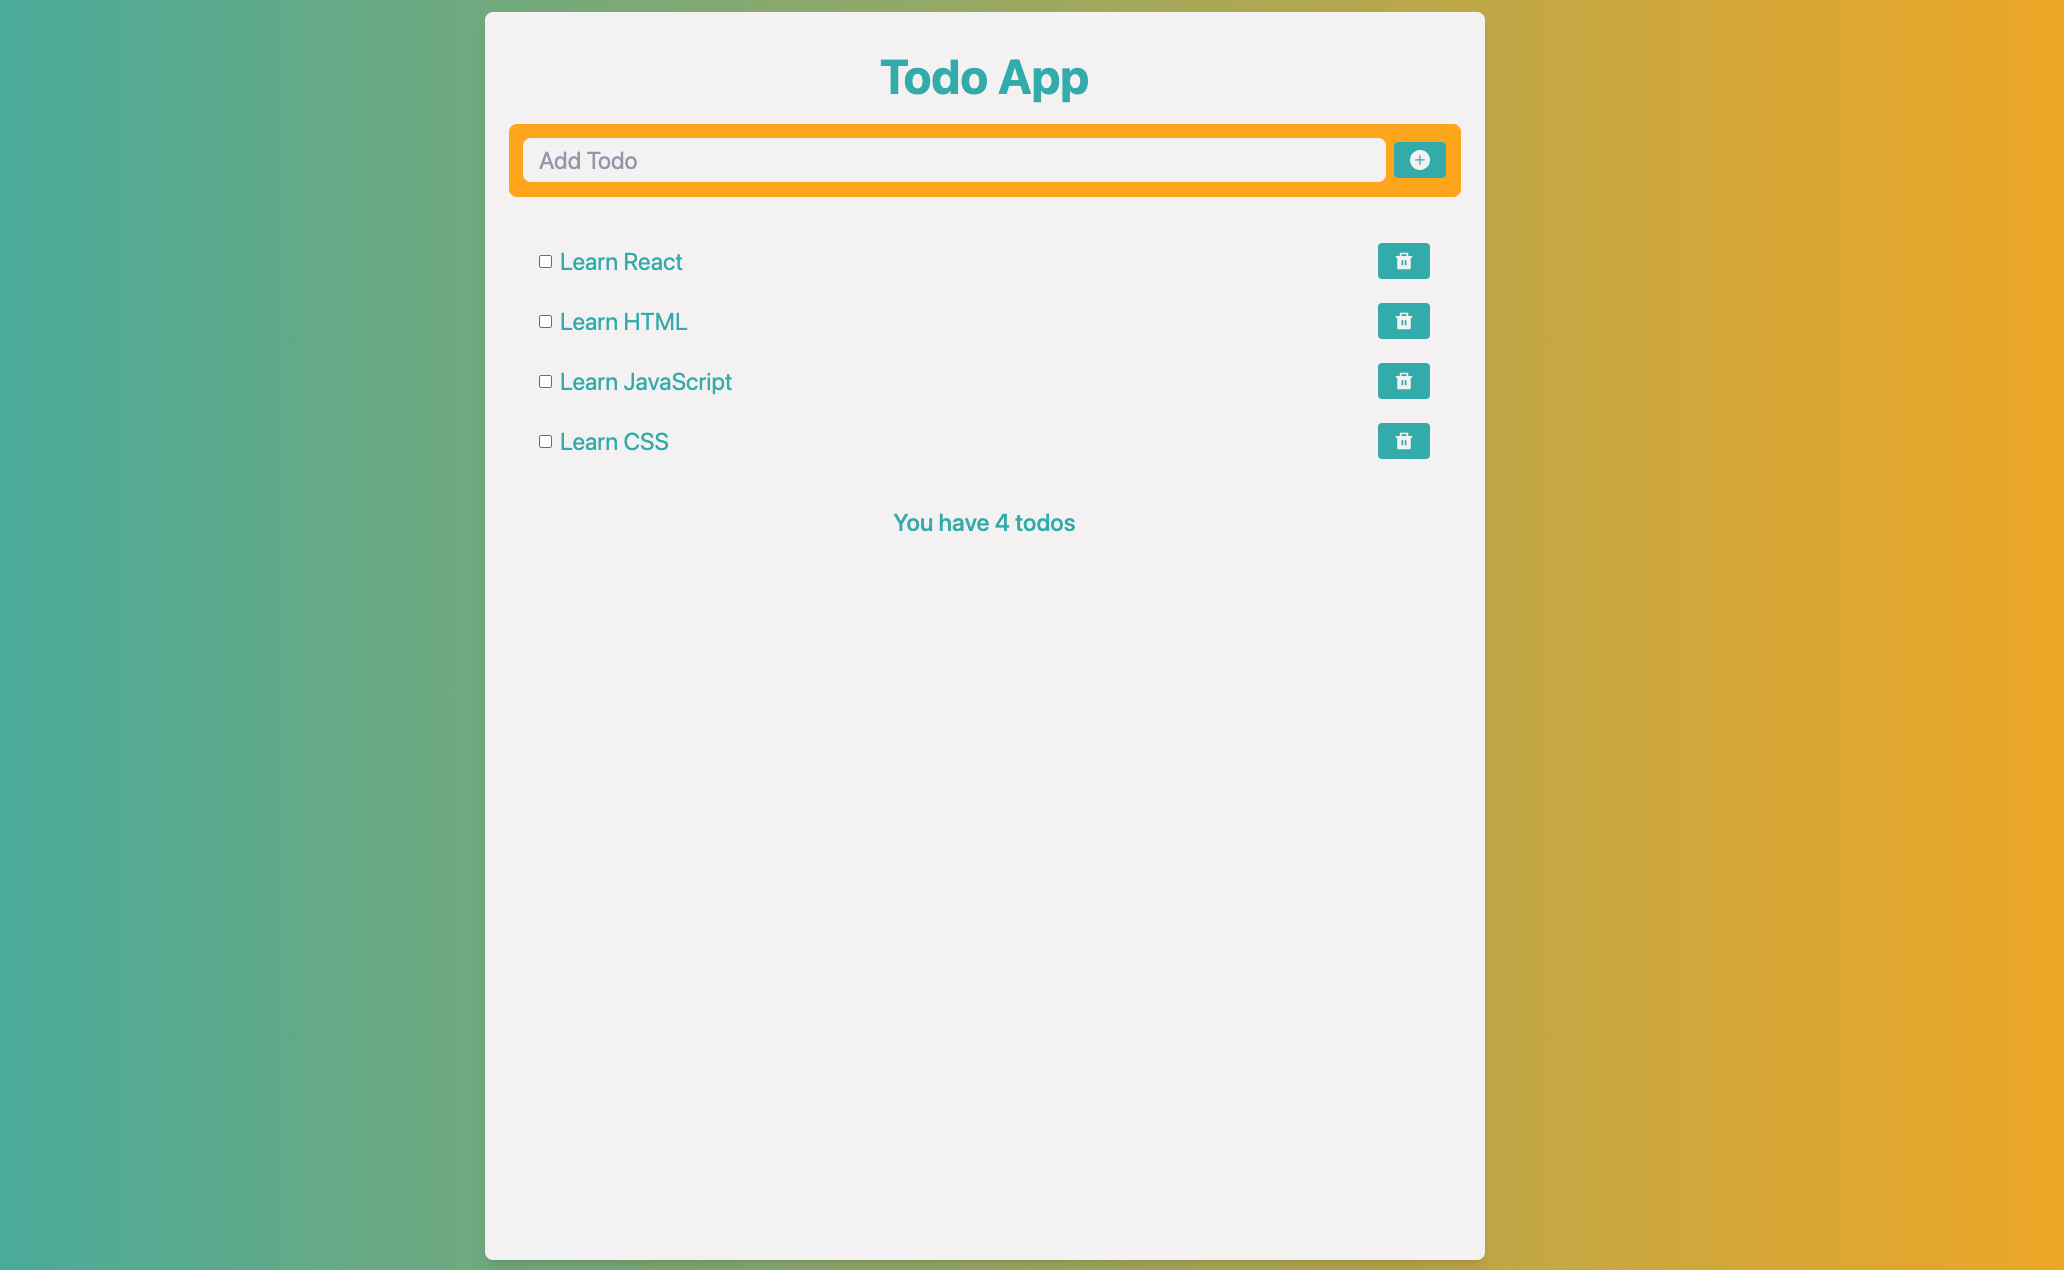 Todo App
Add Todo
Learn React
Learn HTML
Learn JavaScript
Learn CSS
You have 4 todos